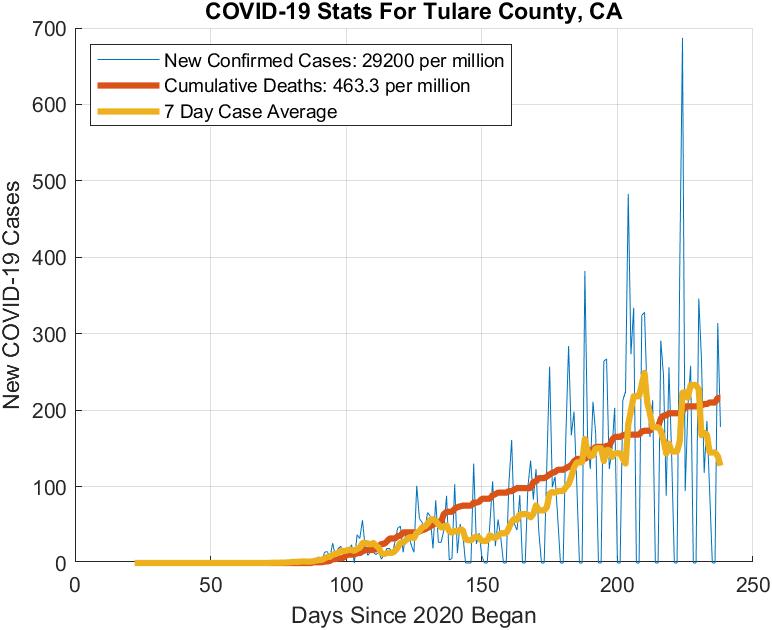 COVID-19 Stats For Tulare County, CA
New Confirmed Cases: 29200 per million
Cumulative Deaths: 463.3 per million
7 Day Case Average
New COVID-19 Cases
700
600
500
400
300
200
100
0
0 50 100 150 200 250
Days Since 2020 Began